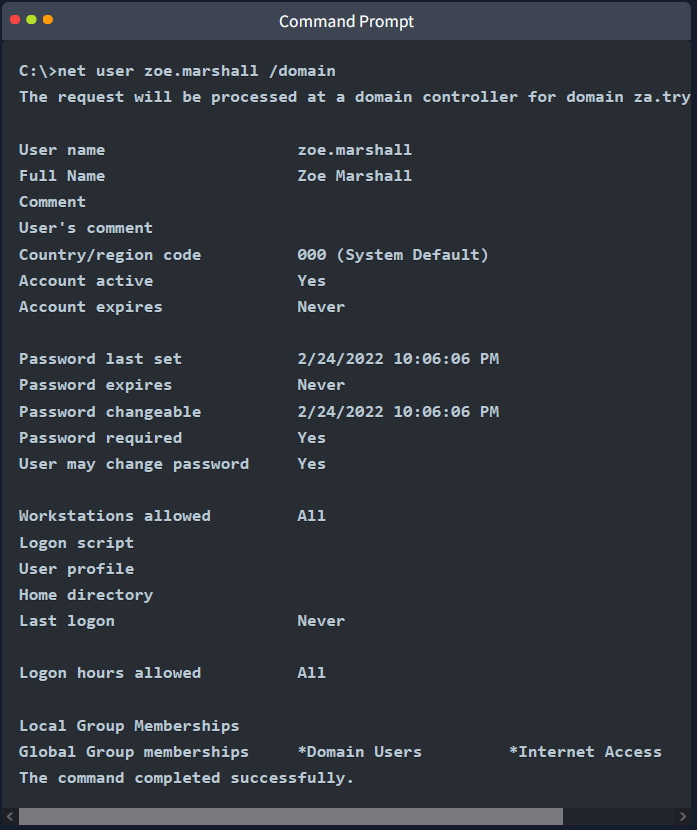 Command Prompt
C:\>net user zoe.marshall /domain
The request will be processed at a domain controller for domain za.try
User name                    zoe.marshall
Full Name                    Zoe Marshall
Comment
User's comment
Country/region code          000 (System Default)
Account active               Yes
Account expires              Never
Password last set            2/24/2022 10:06:06 PM
Password expires             Never
Password changeable          2/24/2022 10:06:06 PM
Password required            Yes
User may change password     Yes
Workstations allowed         All
Logon script
User profile
Home directory
Last logon                   Never
Logon hours allowed          All
Local Group Memberships
Global Group memberships     *Domain Users         *Internet Access
The command completed successfully.